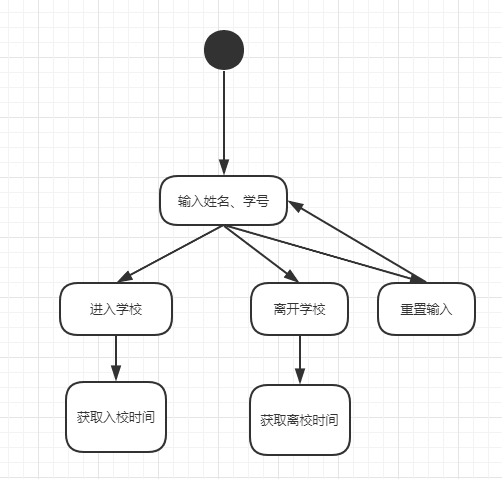 输入姓名、学号
进入学校
离开学校
重置输入
获取入校时间
获取离校时间